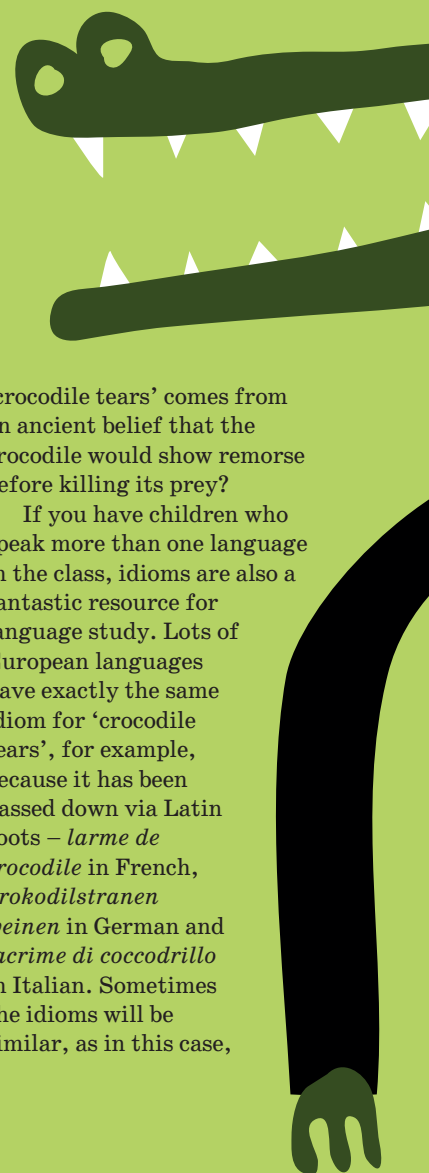 crocodile tears’ comes from
n ancient belief that the
rocodile would show remorse
efore killing its prey?
If you have children who
peak more than one language
n the class, idioms are also a
antastic resource for
anguage study. Lots of
uropean languages
ave exactly the same
diom for ‘crocodile
ears’, for example,
ecause it has been
assed down via Latin
oots – larme de
rocodile in French,
rokodilstranen
einen in German and
acrime di coccodrillo
n Italian. Sometimes
he idioms will be
imilar, as in this case,